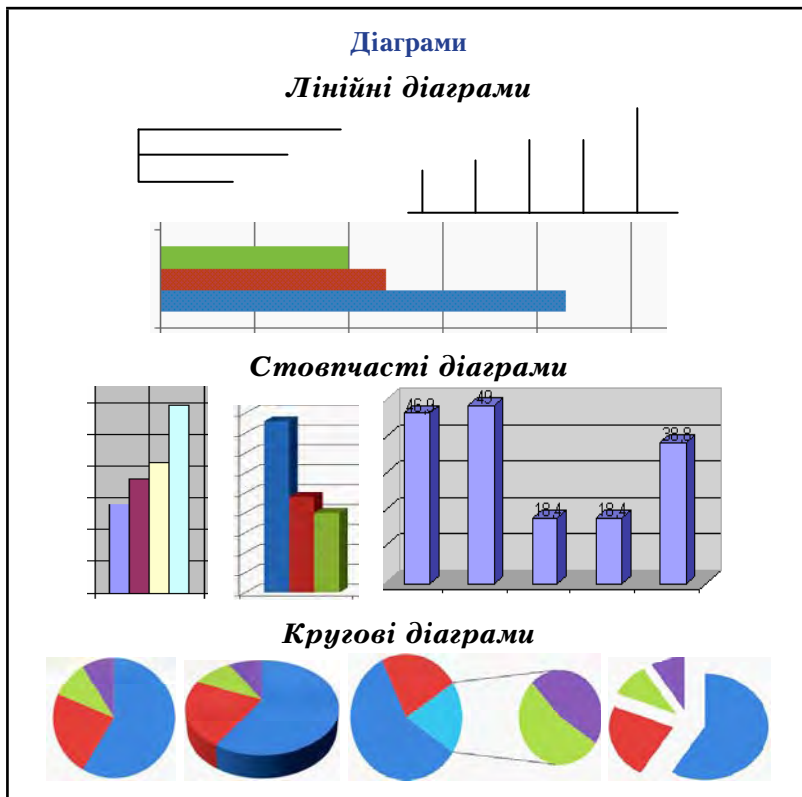 Діаграми
Лінійні діаграми
Стовпчасті діаграми
46,9 49 18,4 18,4 38,8
Кругові діаграми